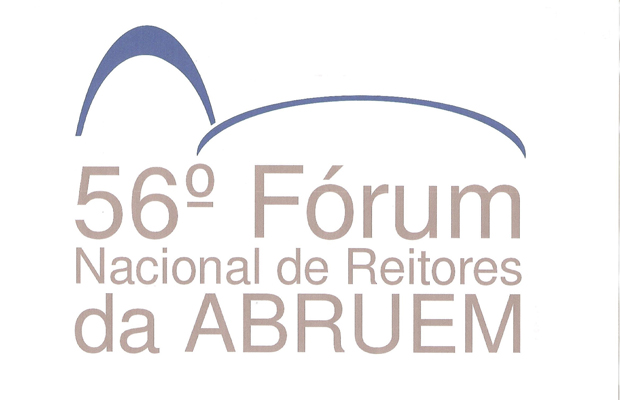 56º Fórum
Nacional de Reitores
da ABRUEM